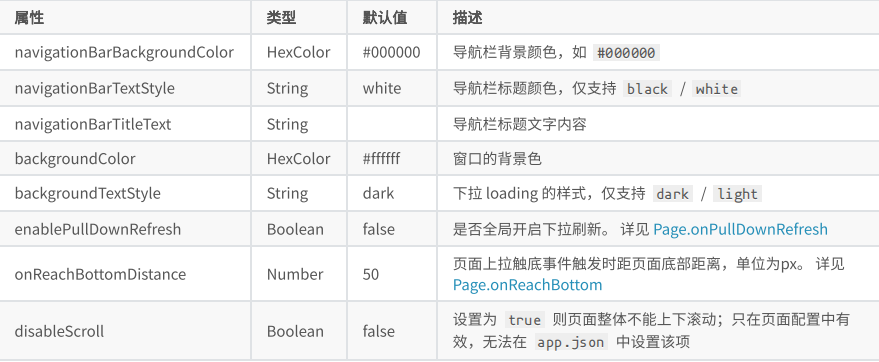 属性 类型 默认值 描述
navigationBarBackgroundColor HexColor #000000 导航栏背景颜色，如 #000000
navigationBarTextStyle String white 导航栏标题颜色，仅支持 black / white
navigationBarTitleText String 导航栏标题文字内容
backgroundColor HexColor #ffffff 窗口的背景色
backgroundTextStyle String dark 下拉 loading 的样式，仅支持 dark / light
enablePullDownRefresh Boolean false 是否全局开启下拉刷新。 详见 Page.onPullDownRefresh
onReachBottomDistance Number 50 页面上拉触底事件触发时距页面底部距离，单位为px。 详见
Page.onReachBottom
disableScroll Boolean false 设置为 true 则页面整体不能上下滚动；只在页面配置中有
效，无法在 app.json 中设置该项